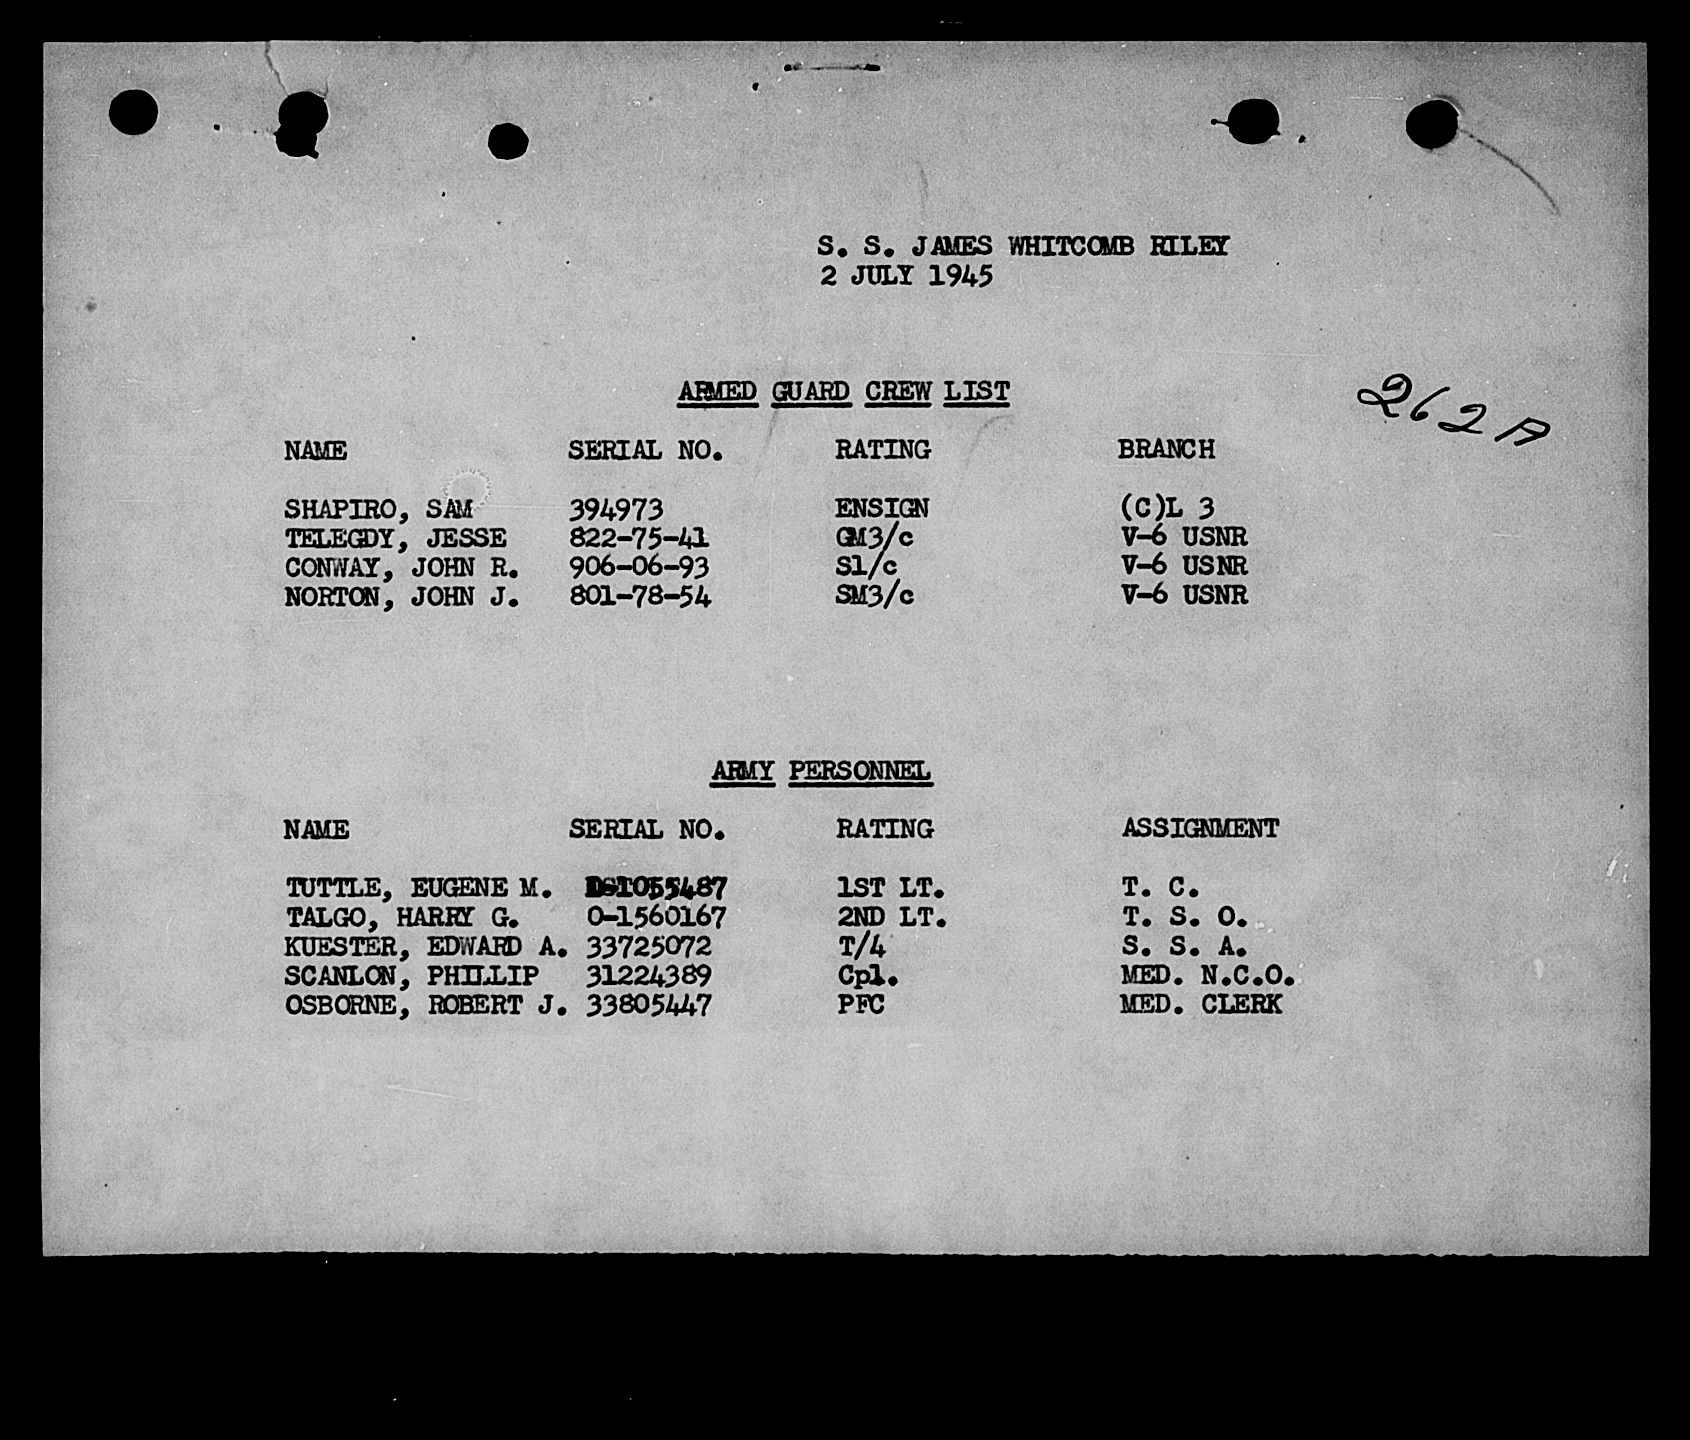 S. S. JAMES WHITCOMB RILEY
2 JULY 1945
ARMED GUARD CREW LIST
262A
NAME SERIAL NO. RATING BRANCH
SHAPIRO, SAM 394973 ENSIGN (C)L 3
TELEGDY, JESSE 822-75-41 GM3/c V-6 USNR
CONWAY, JOHN R. 906-06-93 S1/c V-6 USNR
NORTON, JOHN J. 801-78-54 SM3/c V-6 USNR
ARMY PERSONNEL
NAME SERIAL NO. RATING ASSIGNMENT
TUTTLE, EUGENE M. 1ST LT. T. C.
TALGO, HARRY G. O-1560167 2ND LT. T. S. O.
KUESTER, EDWARD A. 33725072 T/4 S. S. A.
SCANLON, PHILLIP 31224389 Cpl. MED. N.C.O.
OSBORNE, ROBERT J. 33805447 PFC MED. CLERK